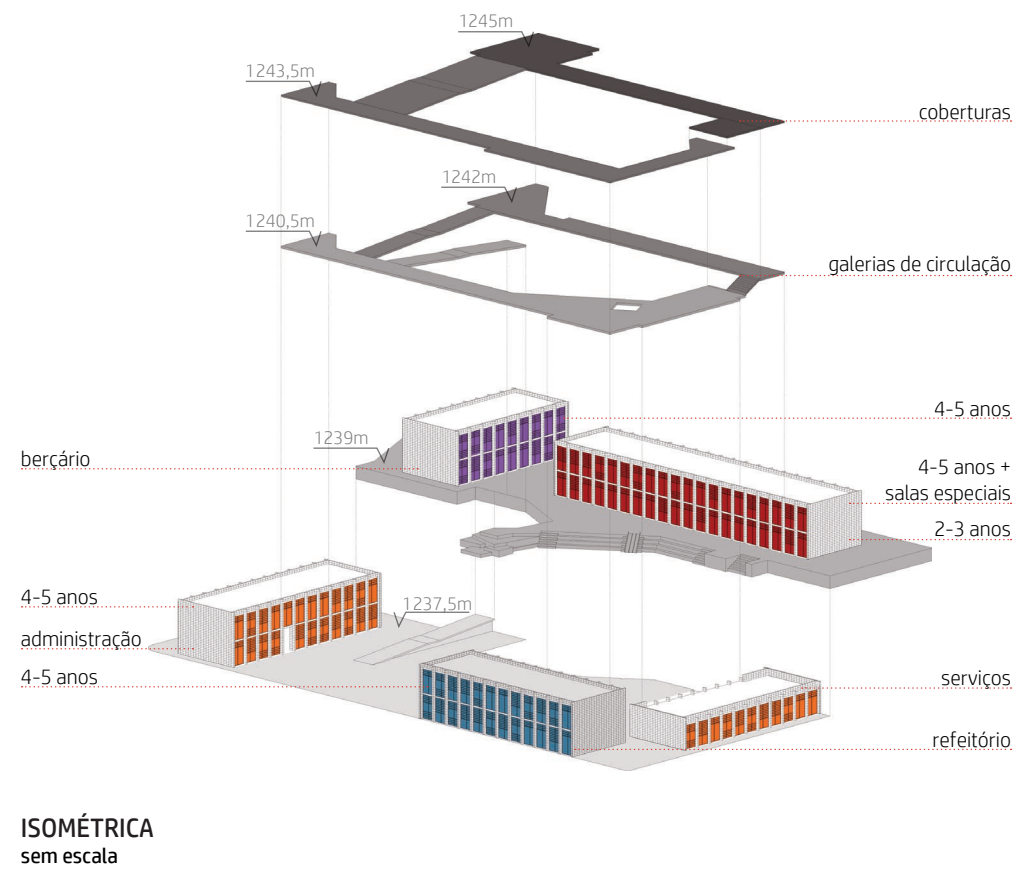 1245m
1243,5m
coberturas
1242m
1240,5m
galerias de circulação
4-5 anos
1239m
berçário
4-5 anos +
salas especiais
2-3 anos
4-5 anos
1237,5m
administração
4-5 anos
serviços
refeitório
ISOMÉTRICA
sem escala